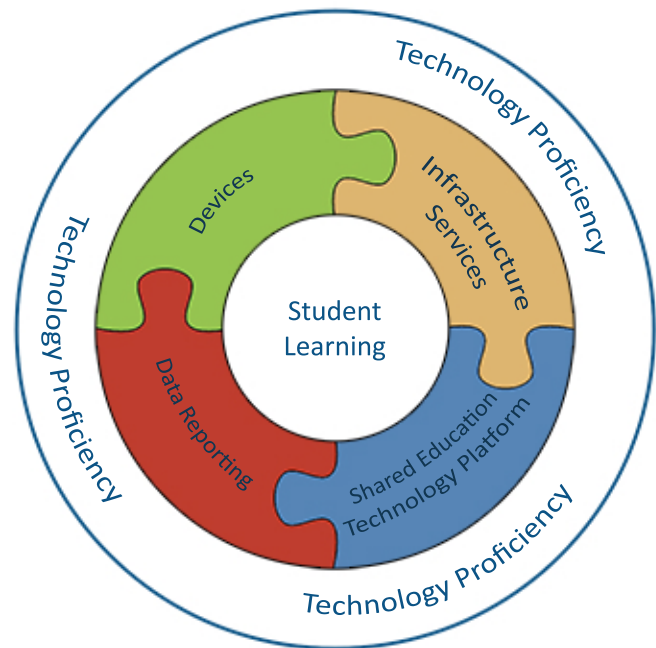 Technology Proficiency
Devices
Infrastructure
Services
Technology Proficiency
Student
Learning
Data Reporting
Shared Education
Technology Platform
Technology Proficiency